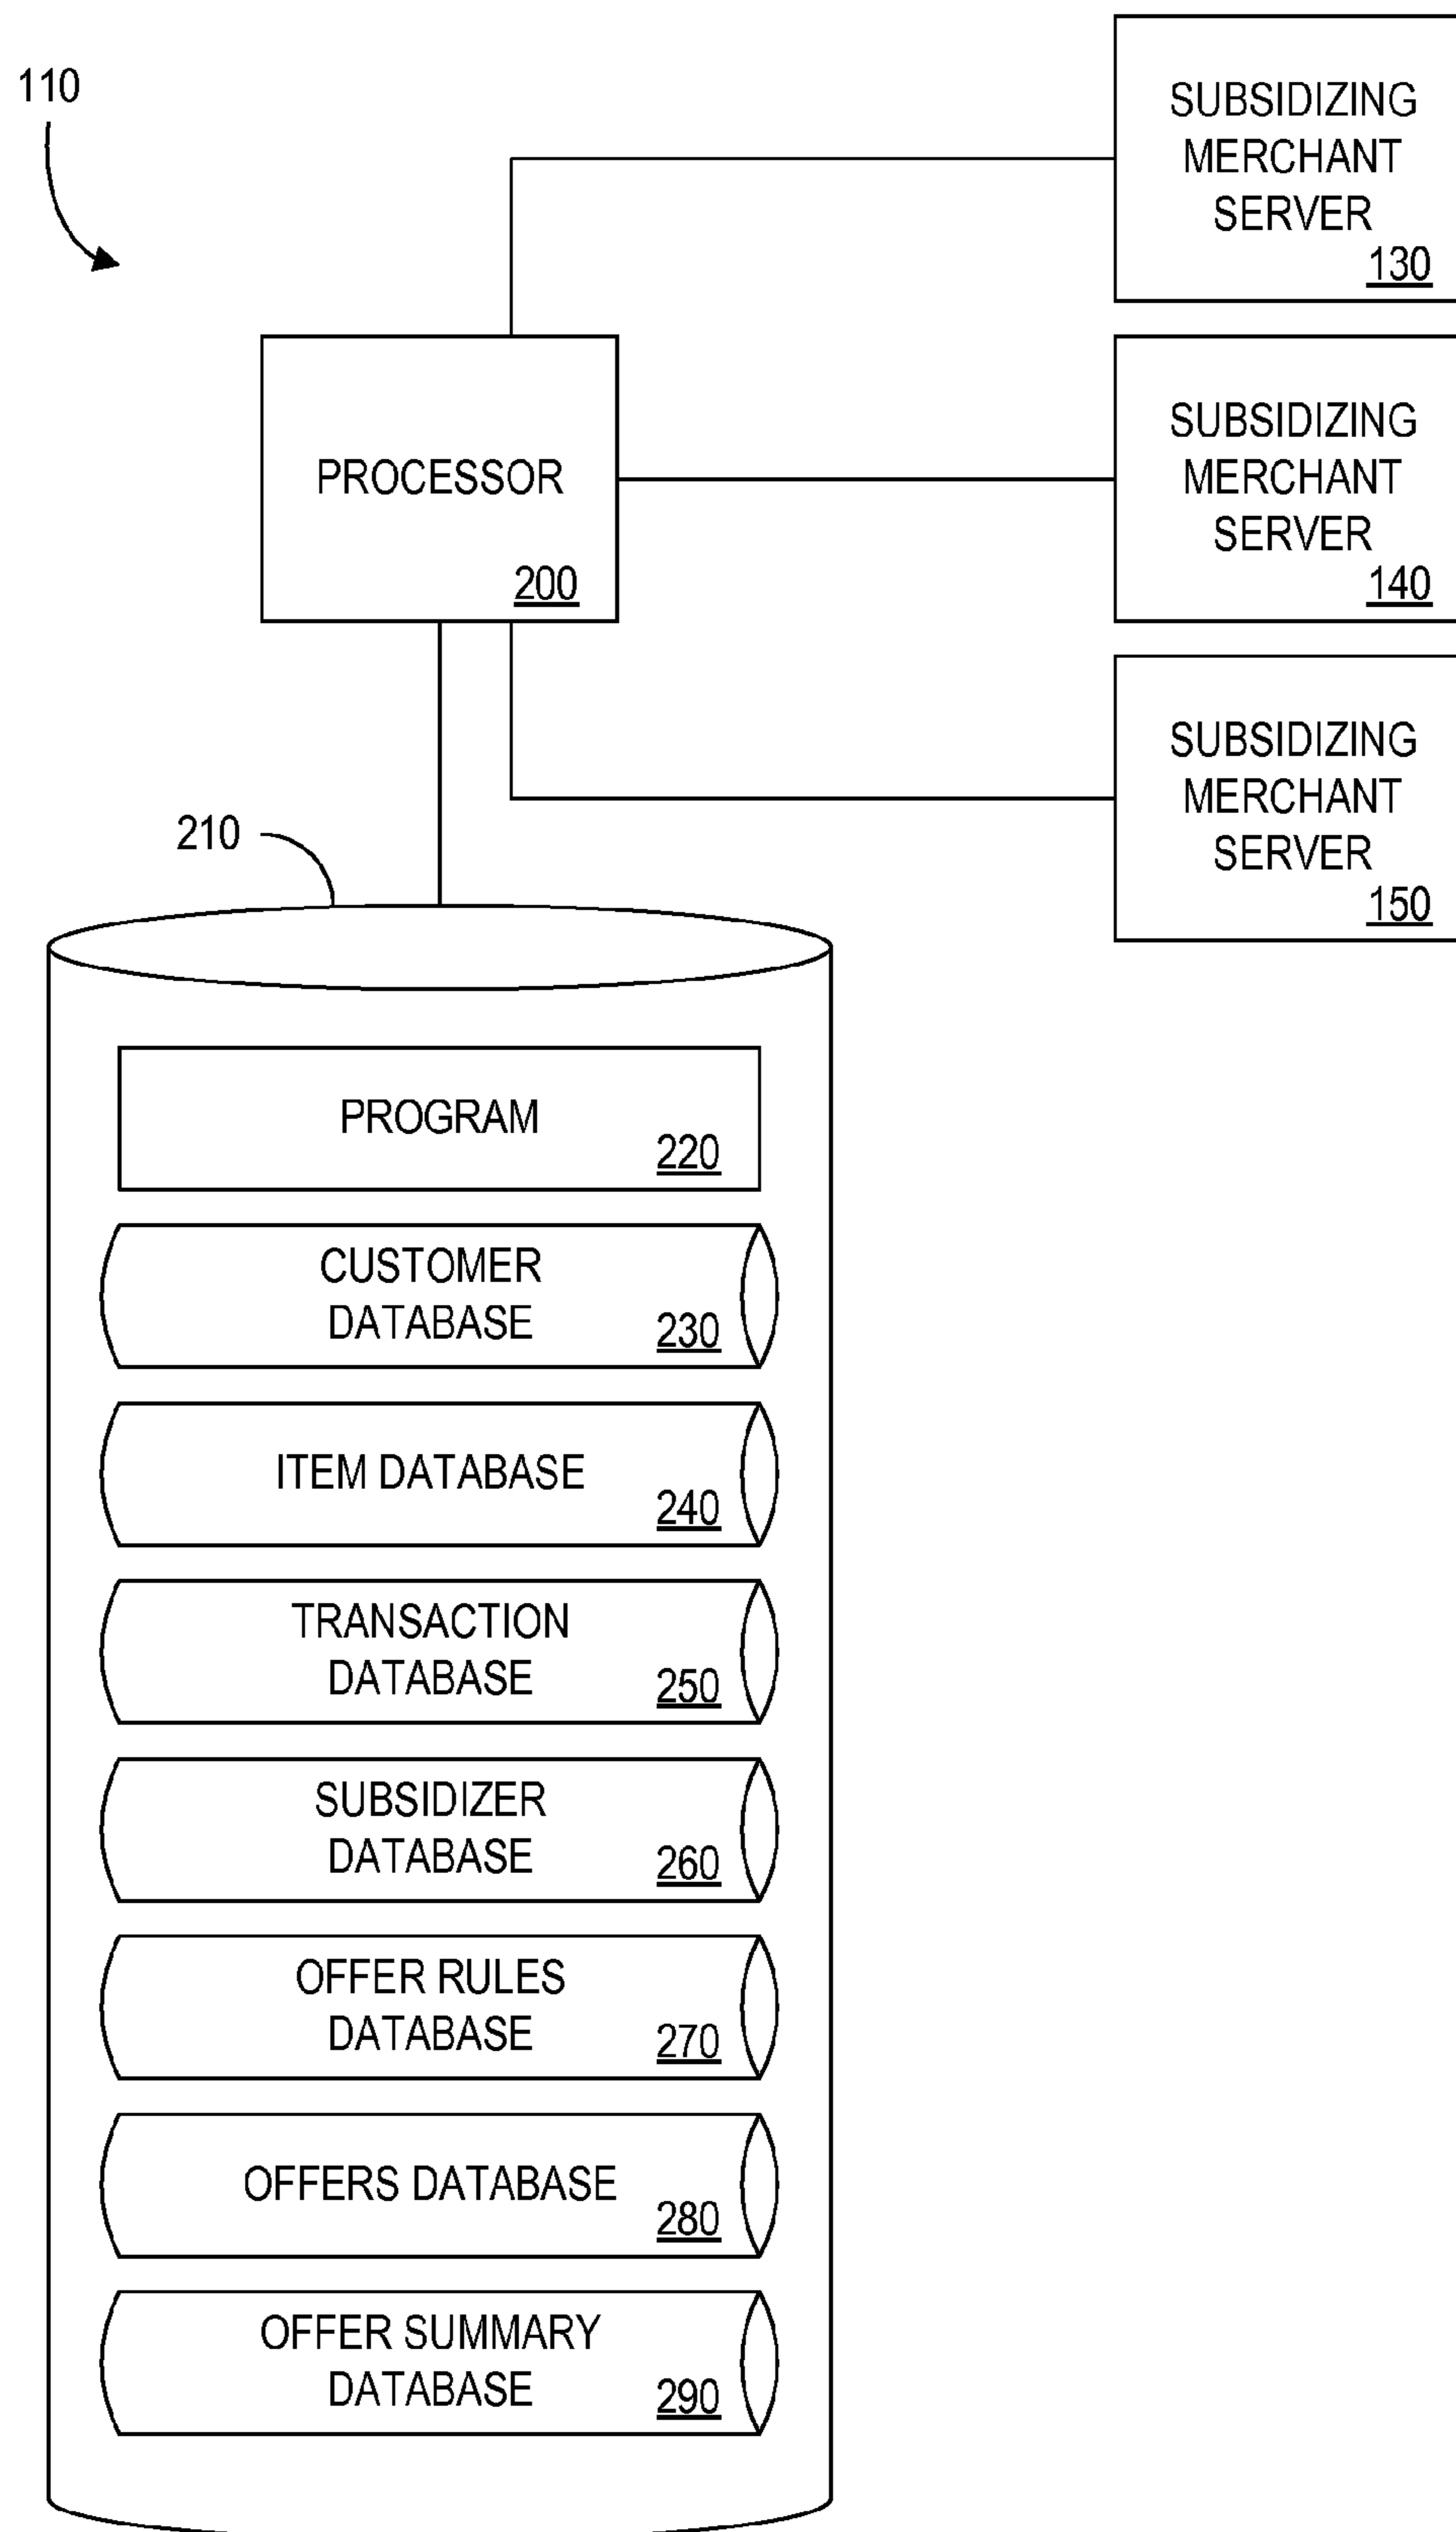 110
SUBSIDIZING
MERCHANT
SERVER
130
PROCESSOR
200
SUBSIDIZING
MERCHANT
SERVER
140
SUBSIDIZING
MERCHANT
SERVER
150
210
PROGRAM
220
CUSTOMER
DATABASE
230
ITEM DATABASE
240
TRANSACTION
DATABASE
250
SUBSIDIZER
DATABASE
260
OFFER RULES
DATABASE
270
OFFERS DATABASE
280
OFFER SUMMARY
DATABASE
290